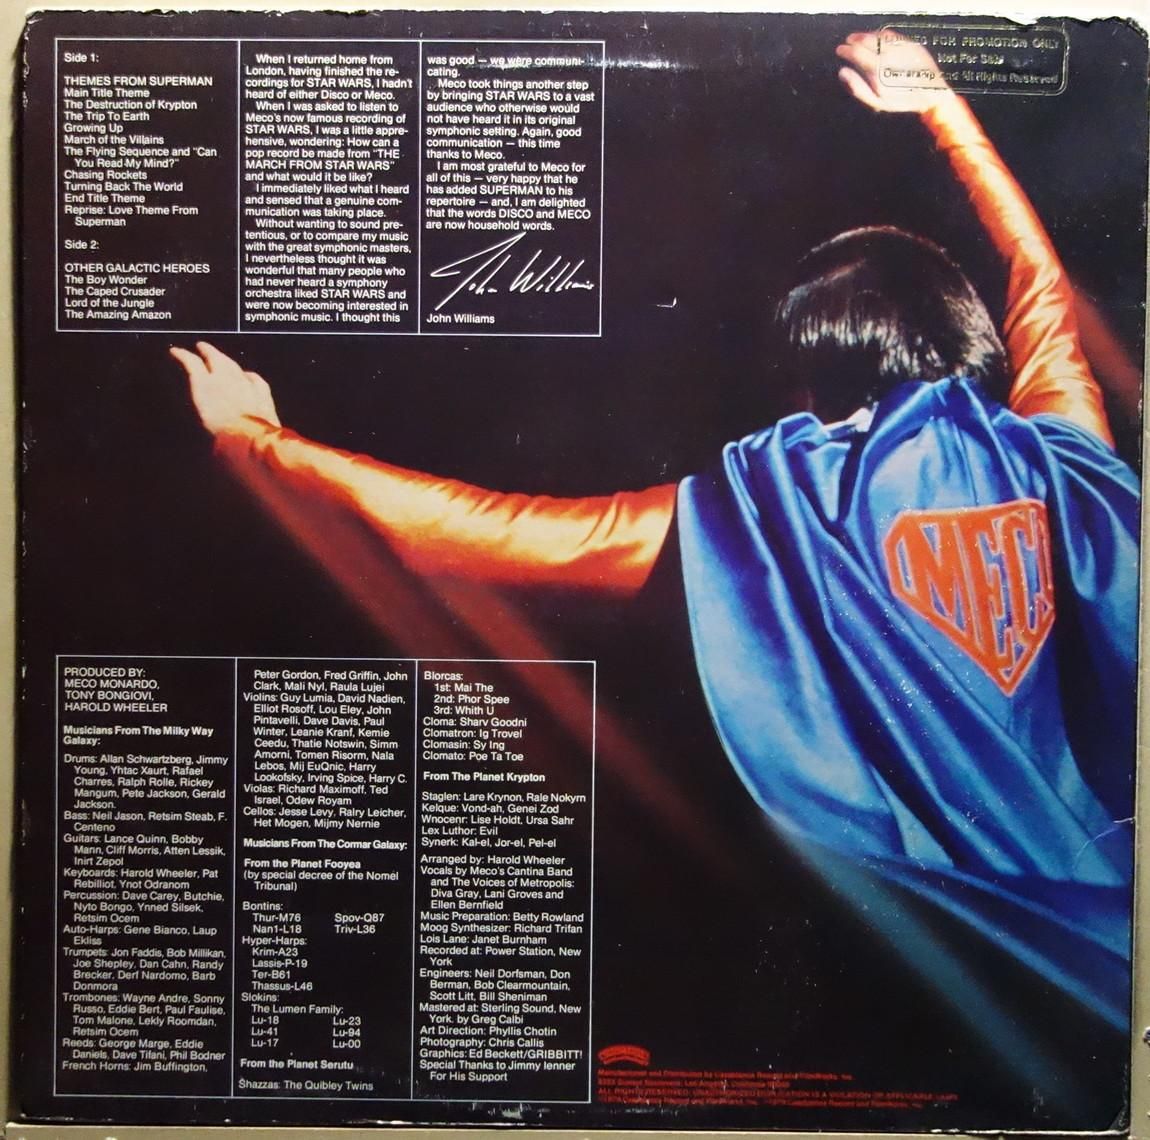 Side 1:
THEMES FROM SUPERMAN
Main Title Theme
The Destruction of Krypton
The Trip To Earth
Growing Up
March of the Villains
The Flying Sequence and "Can
You Read My Mind?"
Chasing Rockets
Turning Back The World
End Title Theme
Reprise: Love Theme From
Superman
Side 2:
OTHER GALACTIC HEROES
The Boy Wonder
The Caped Crusader
Lord of the Jungle
The Amazing Amazon
When I returned home from
London, having finished the re-
cordings for STAR WARS, I hadn't
heard of either Disco or Meco.
When I was asked to listen to
Meco's now famous recording of
STAR WARS, I was a little appre-
hensive, wondering: How can a
pop record be made from "THE
MARCH FROM STAR WARS"
and what would it be like?
I immediately liked what I heard
and sensed that a genuine com-
munication was taking place.
Without wanting to sound pre-
tentious, or to compare my music
with the great symphonic masters,
I nevertheless thought it was
wonderful that many people who
had never heard a symphony
orchestra liked STAR WARS and
were now becoming interested in
symphonic music. I thought this
was good — we were communi-
cating.
Meco took things another step
by bringing STAR WARS to a vast
audience who otherwise would
not have heard it in its original
symphonic setting. Again, good
communication — this time
thanks to Meco.
I am most grateful to Meco for
all of this — very happy that he
has added SUPERMAN to his
repertoire — and, I am delighted
that the words DISCO and MECO
are now household words.
John Williams
John Williams
FOR PROMOTION ONLY
Not For Sale
Ownership and All Rights Reserved
MECO
PRODUCED BY:
MECO MONARDO,
TONY BONGIOVI,
HAROLD WHEELER
Musicians From The Milky Way
Galaxy:
Drums: Allan Schwartzberg, Jimmy
Young, Yhtac Xaurt, Rafael
Charres, Ralph Rolle, Rickey
Mangum, Pete Jackson, Gerald
Jackson.
Bass: Neil Jason, Retsim Steab, F.
Centeno
Guitars: Lance Quinn, Bobby
Mann, Cliff Morris, Atten Lessik,
Inirt Zepol
Keyboards: Harold Wheeler, Pat
Rebilliot, Ynot Odranom
Percussion: Dave Carey, Butchie,
Nyto Bongo, Ynned Silsek,
Retsim Ocem
Auto-Harps: Gene Bianco, Laup
Ekliss
Trumpets: Jon Faddis, Bob Millikan,
Joe Shepley, Dan Cahn, Randy
Brecker, Derf Nardomo, Barb
Donmora
Trombones: Wayne Andre, Sonny
Russo, Eddie Bert, Paul Faulise,
Tom Malone, Lekly Roomdan,
Retsim Ocem
Reeds: George Marge, Eddie
Daniels, Dave Tifani, Phil Bodner
French Horns: Jim Buffington,
Peter Gordon, Fred Griffin, John
Clark, Mali Nyl, Raula Lujei
Violins: Guy Lumia, David Nadien,
Elliot Rosoff, Lou Eley, John
Pintavelli, Dave Davis, Paul
Winter, Leanie Kranf, Kemie
Ceedu, Thatie Notswin, Simm
Amorni, Tomen Risorm, Nala
Lebos, Mij EuQnic, Harry
Lookofsky, Irving Spice, Harry C.
Violas: Richard Maximoff, Ted
Israel, Odew Royam
Cellos: Jesse Levy, Ralry Leicher,
Het Mogen, Mijmy Nernie
Musicians From The Cormar Galaxy:
From the Planet Fooyea
(by special decree of the Nomel
Tribunal)
Bontins:
Thur-M76 Spov-Q87
Nan1-L18 Triv-L36
Hyper-Harps:
Krim-A23
Lassis-P-19
Ter-B61
Thassus-L46
Slokins:
The Lumen Family:
Lu-18 Lu-23
Lu-41 Lu-94
Lu-17 Lu-00
From the Planet Serutu
Shazzas: The Quibley Twins
Blorcas:
1st: Mai The
2nd: Phor Spee
3rd: Whith U
Cloma: Sharv Goodni
Clomatron: Ig Trovel
Clomasin: Sy Ing
Clomato: Poe Ta Toe
From The Planet Krypton
Staglen: Lare Krynon, Rale Nokyrn
Kelque: Vond-ah, Genei Zod
Wnocenr: Lise Holdt, Ursa Sahr
Lex Luthor: Evil
Synerk: Kal-el, Jor-el, Pel-el
Arranged by: Harold Wheeler
Vocals by Meco's Cantina Band
and The Voices of Metropolis:
Diva Gray, Lani Groves and
Ellen Bernfield
Music Preparation: Betty Rowland
Moog Synthesizer: Richard Trifan
Lois Lane: Janet Burnham
Recorded at: Power Station, New
York
Engineers: Neil Dorfsman, Don
Berman, Bob Clearmountain,
Scott Litt, Bill Sheniman
Mastered at: Sterling Sound, New
York. by Greg Calbi
Art Direction: Phyllis Chotin
Photography: Chris Callis
Graphics: Ed Beckett/GRIBBITT!
Special Thanks to Jimmy Ienner
For His Support
Manufactured and Distributed by Casablanca Record and FilmWorks, Inc.
8255 Sunset Boulevard, Los Angeles, California 90046
ALL RIGHTS RESERVED. UNAUTHORIZED DUPLICATION IS A VIOLATION OF APPLICABLE LAWS